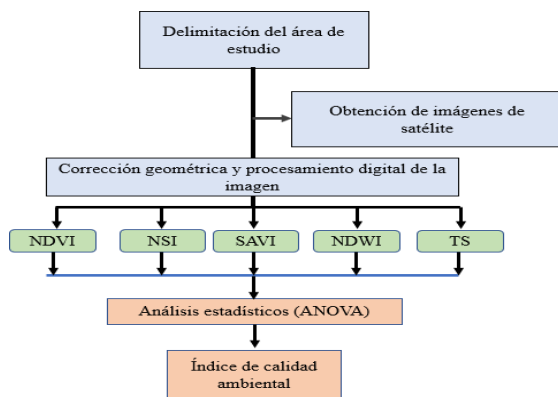 Delimitación del área de
estudio
Obtención de imágenes de
satélite
Corrección geométrica y procesamiento digital de la
imagen
NDVI
NSI
SAVI
NDWI
TS
Análisis estadísticos (ANOVA)
Índice de calidad
ambiental